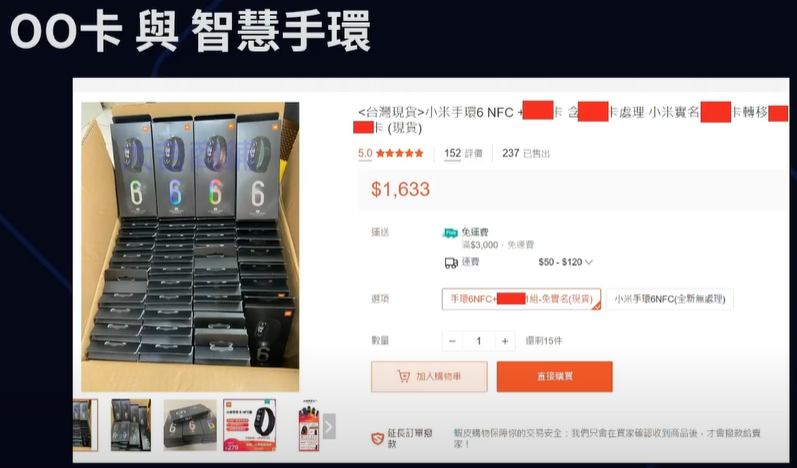 OO卡 與 智慧手環
<台灣現貨>小米手環6 NFC + 卡 含 卡處理 小米實名 卡轉移
卡 (現貨)
5.0 152 評價 237 已售出
$1,633
運送 免運費
滿$3,000，免運費
運費 $50 - $120
選項 手環6NFC+ 1組-免實名(現貨) 小米手環6NFC(全新無處理)
數量 − 1 + 還剩15件
加入購物車 直接購買
延長訂單撥款 蝦皮購物保障你的交易安全：我們只會在買家確認收到商品後，才會撥款給賣家！
6 6 6 6
6